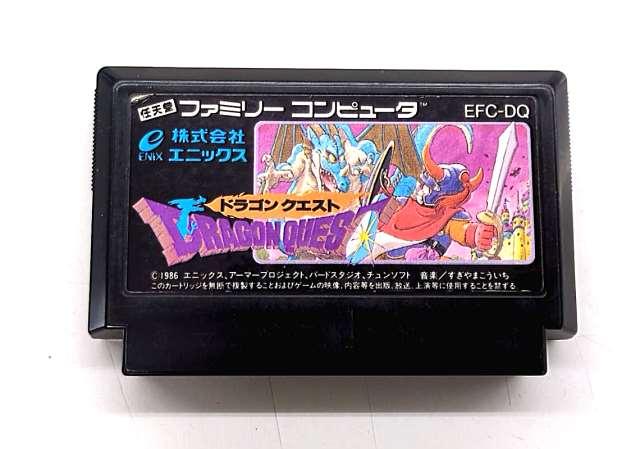 任天堂 ファミリー コンピュータ™ EFC-DQ
e ENIX 株式会社 エニックス
ドラゴンクエスト
DRAGON QUEST
©1986 エニックス、アーマープロジェクト、バードスタジオ、チュンソフト 音楽／すぎやまこういち
このカートリッジを無断で複製することおよびゲームの映像、内容等を出版、放送、上演等に使用することを禁ずる